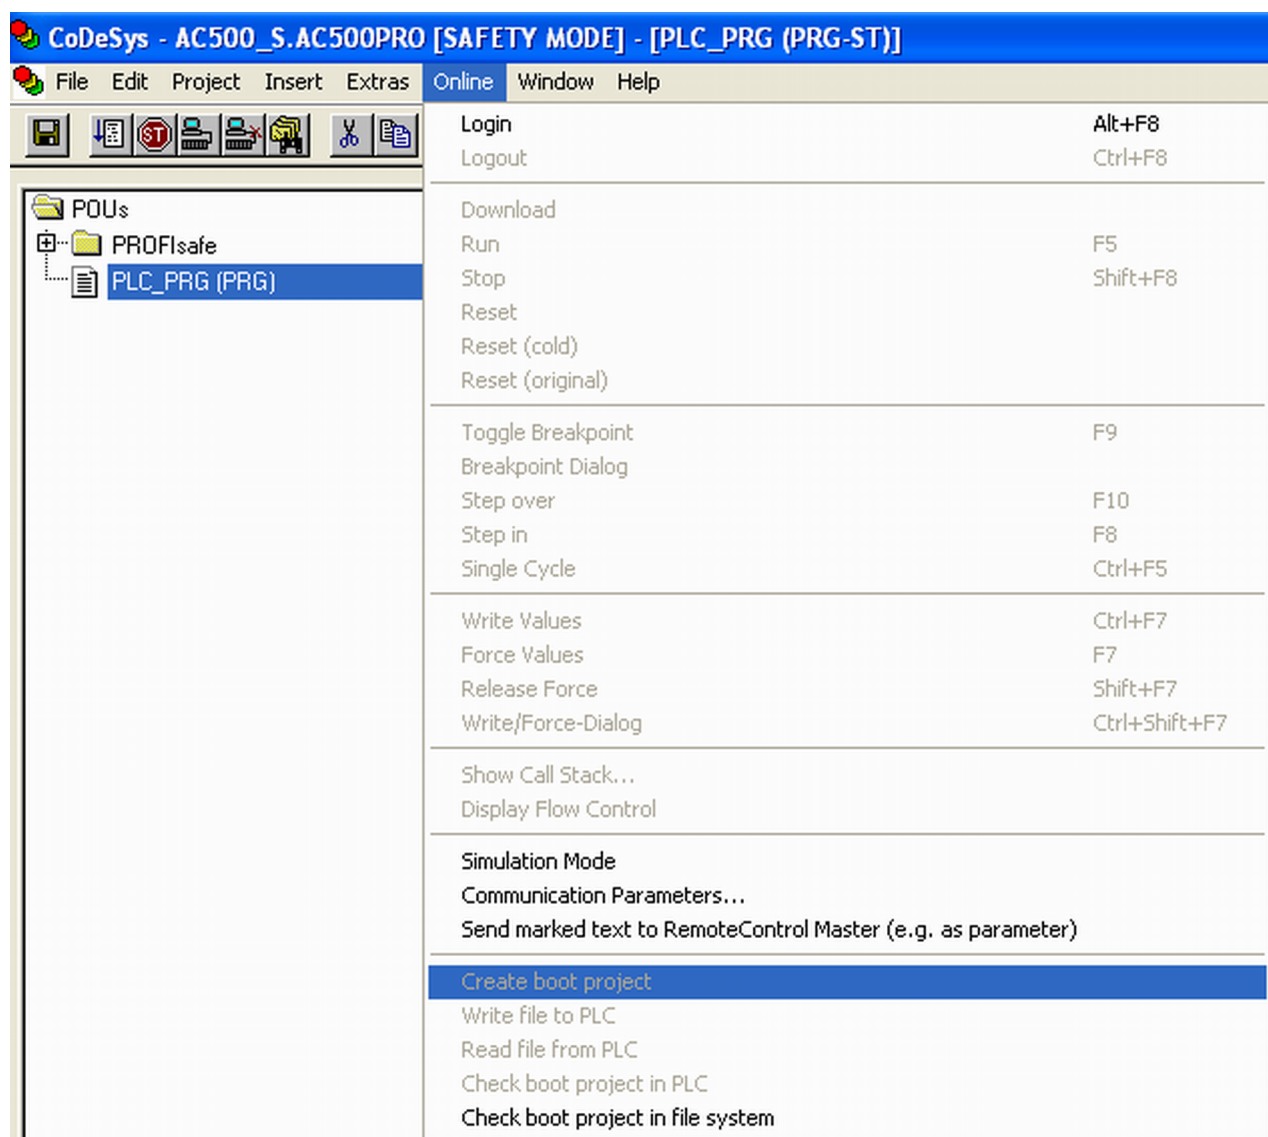 CoDeSys - AC500_S.AC500PRO [SAFETY MODE] - [PLC_PRG (PRG-ST)]
File Edit Project Insert Extras Online Window Help
ST
POUs
PROFIsafe
PLC_PRG (PRG)
Login Alt+F8
Logout Ctrl+F8
Download
Run F5
Stop Shift+F8
Reset
Reset (cold)
Reset (original)
Toggle Breakpoint F9
Breakpoint Dialog
Step over F10
Step in F8
Single Cycle Ctrl+F5
Write Values Ctrl+F7
Force Values F7
Release Force Shift+F7
Write/Force-Dialog Ctrl+Shift+F7
Show Call Stack...
Display Flow Control
Simulation Mode
Communication Parameters...
Send marked text to RemoteControl Master (e.g. as parameter)
Create boot project
Write file to PLC
Read file from PLC
Check boot project in PLC
Check boot project in file system